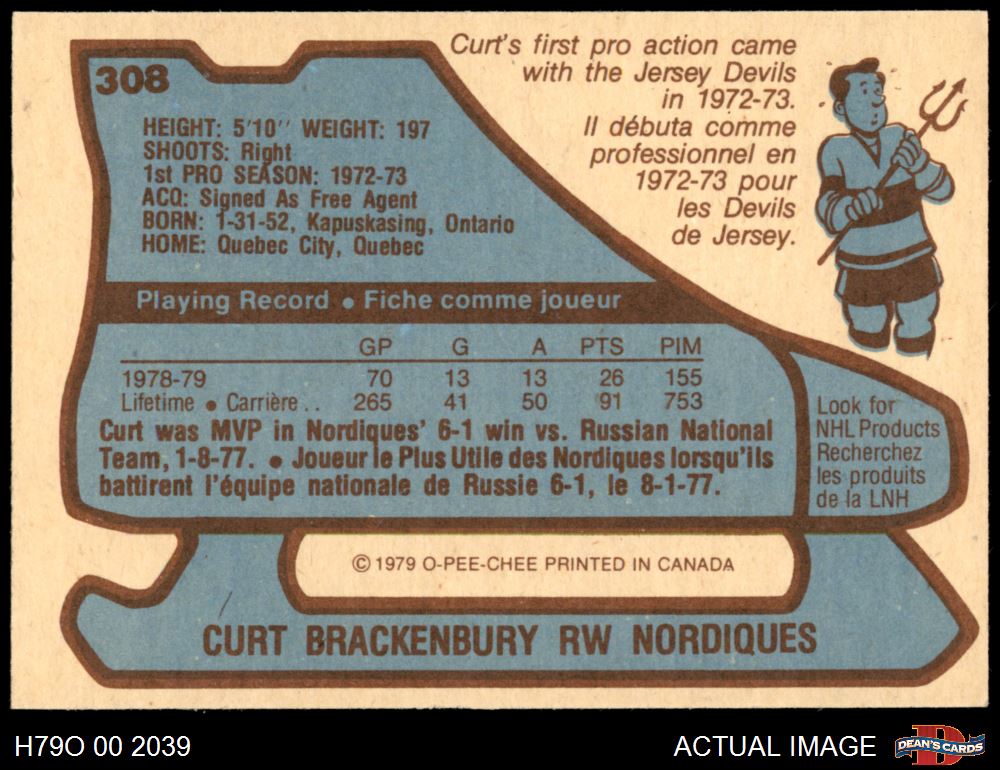 308
HEIGHT: 5'10'' WEIGHT: 197
SHOOTS: Right
1st PRO SEASON: 1972-73
ACQ: Signed As Free Agent
BORN: 1-31-52, Kapuskasing, Ontario
HOME: Quebec City, Quebec
Curt's first pro action came
with the Jersey Devils
in 1972-73.
Il débuta comme
professionnel en
1972-73 pour
les Devils
de Jersey.
Playing Record • Fiche comme joueur
GP G A PTS PIM
1978-79 70 13 13 26 155
Lifetime • Carrière . . 265 41 50 91 753
Curt was MVP in Nordiques' 6-1 win vs. Russian National
Team, 1-8-77. • Joueur le Plus Utile des Nordiques lorsqu'ils
battirent l'équipe nationale de Russie 6-1, le 8-1-77.
Look for
NHL Products
Recherchez
les produits
de la LNH
© 1979 O-PEE-CHEE PRINTED IN CANADA
CURT BRACKENBURY RW NORDIQUES
H79O 00 2039
ACTUAL IMAGE
D
DEAN'S CARDS